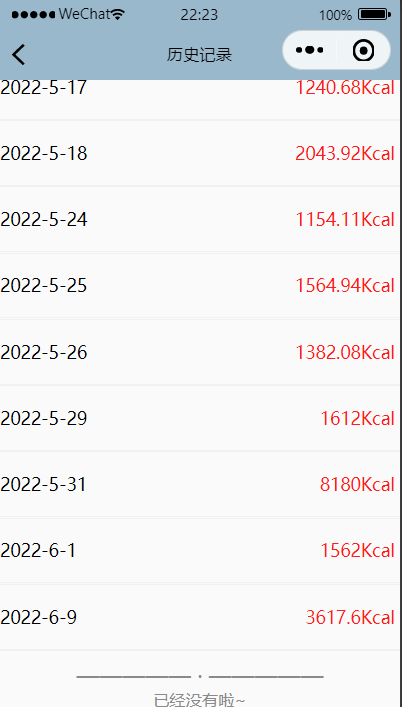 WeChat 22:23 100%
历史记录
2022-5-17 1240.68Kcal
2022-5-18 2043.92Kcal
2022-5-24 1154.11Kcal
2022-5-25 1564.94Kcal
2022-5-26 1382.08Kcal
2022-5-29 1612Kcal
2022-5-31 8180Kcal
2022-6-1 1562Kcal
2022-6-9 3617.6Kcal
已经没有啦~